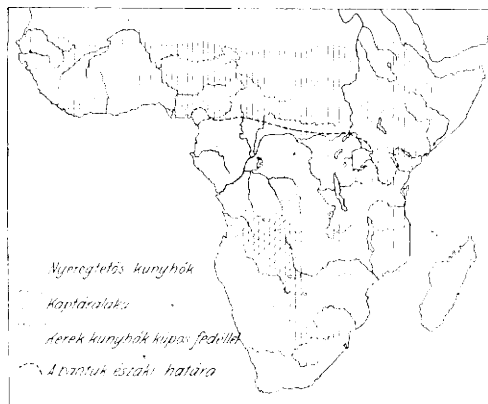 Nyeregtetős kunyhók
Kaptáralakú
Kerek kunyhók kúpos fedéllel
A bantuk északi határa